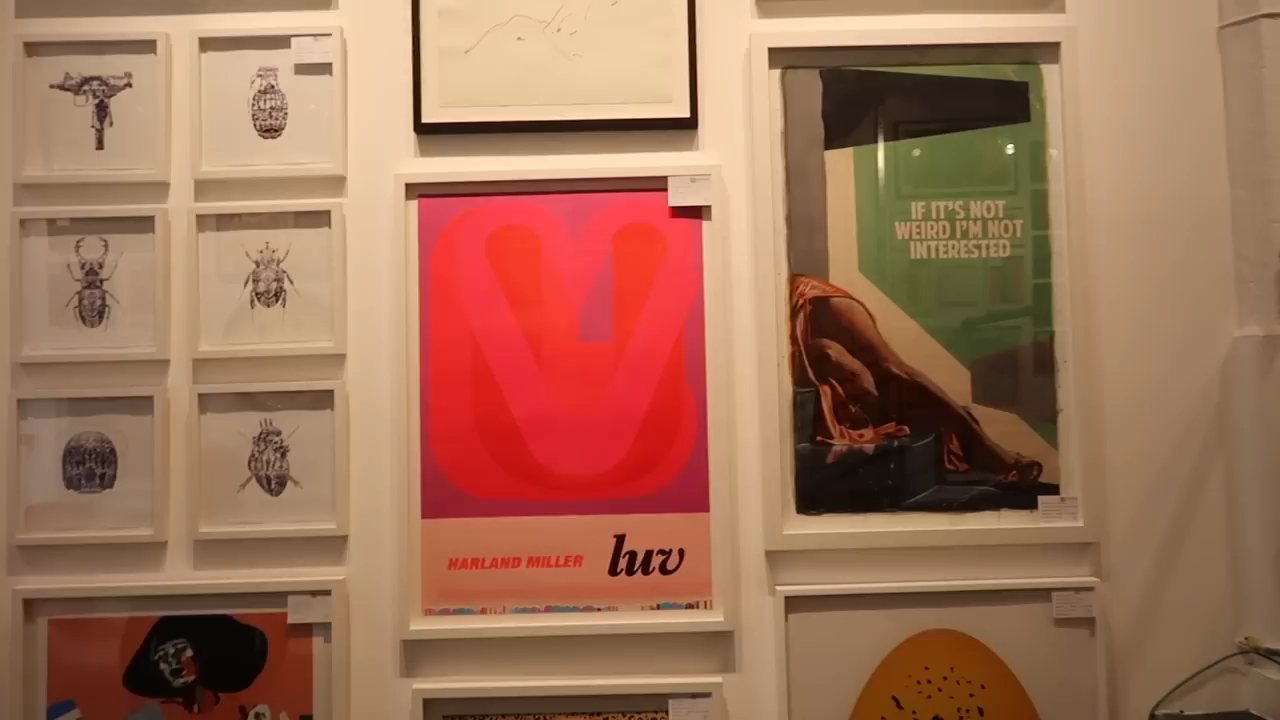 IF IT'S NOT
WEIRD I'M NOT
INTERESTED
HARLAND MILLER
luv